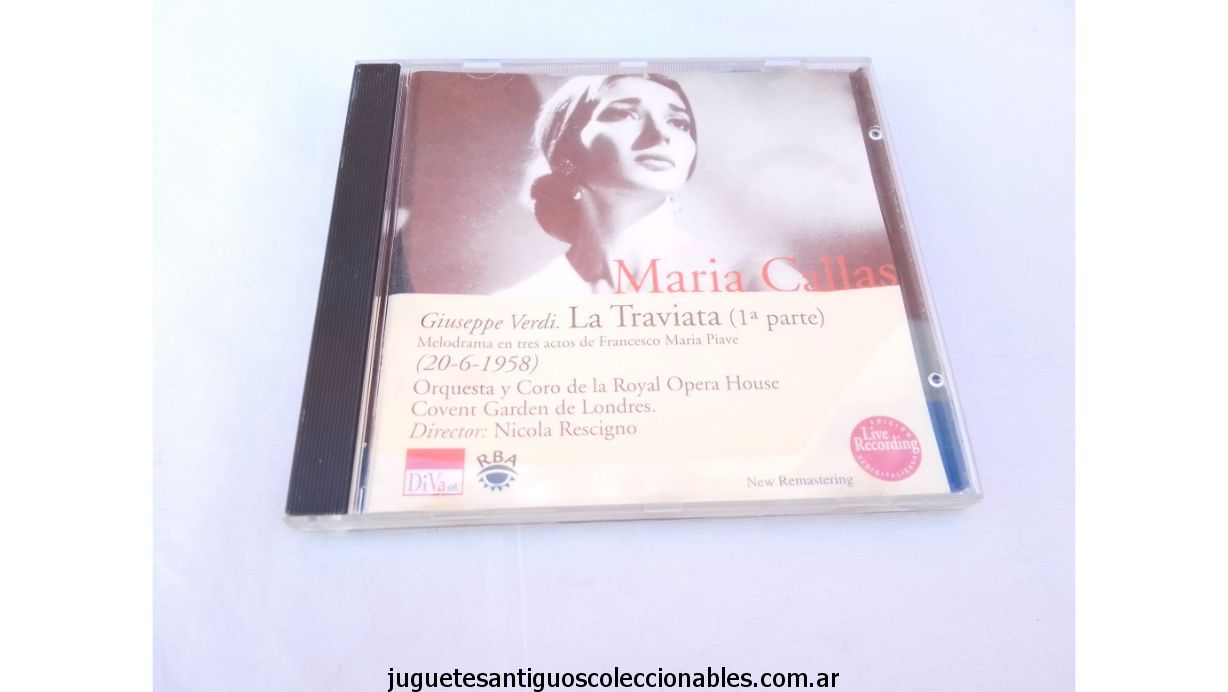 Maria Callas
Giuseppe Verdi. La Traviata (1ª parte)
Melodrama en tres actos de Francesco Maria Piave
(20-6-1958)
Orquesta y Coro de la Royal Opera House
Covent Garden de Londres.
Director: Nicola Rescigno
DiVa
RBA
New Remastering
EDICIÓN
Live
Recording
REDIGITALIZADA
juguetesantiguoscoleccionables.com.ar